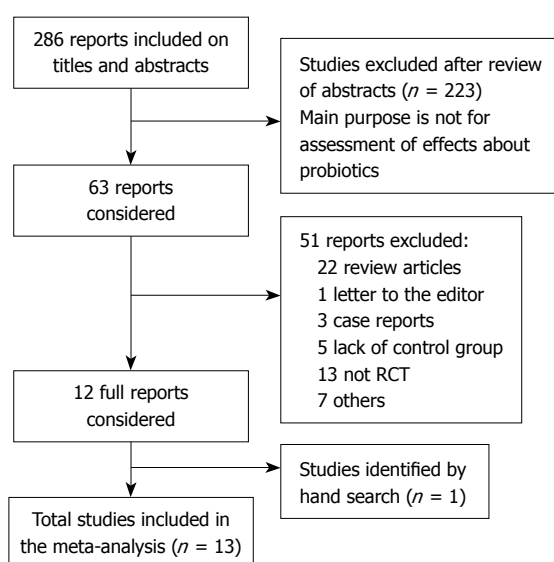 286 reports included on
titles and abstracts
Studies excluded after review
of abstracts (n = 223)
Main purpose is not for
assessment of effects about
probiotics
63 reports
considered
51 reports excluded:
22 review articles
1 letter to the editor
3 case reports
5 lack of control group
13 not RCT
7 others
12 full reports
considered
Studies identified by
hand search (n = 1)
Total studies included in
the meta-analysis (n = 13)